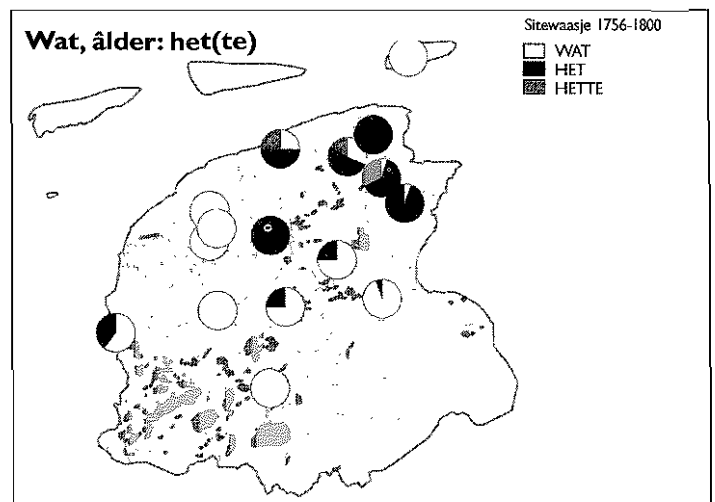 Wat, âlder: het(te)
Sitewaasje 1756-1800
WAT
HET
HETTE